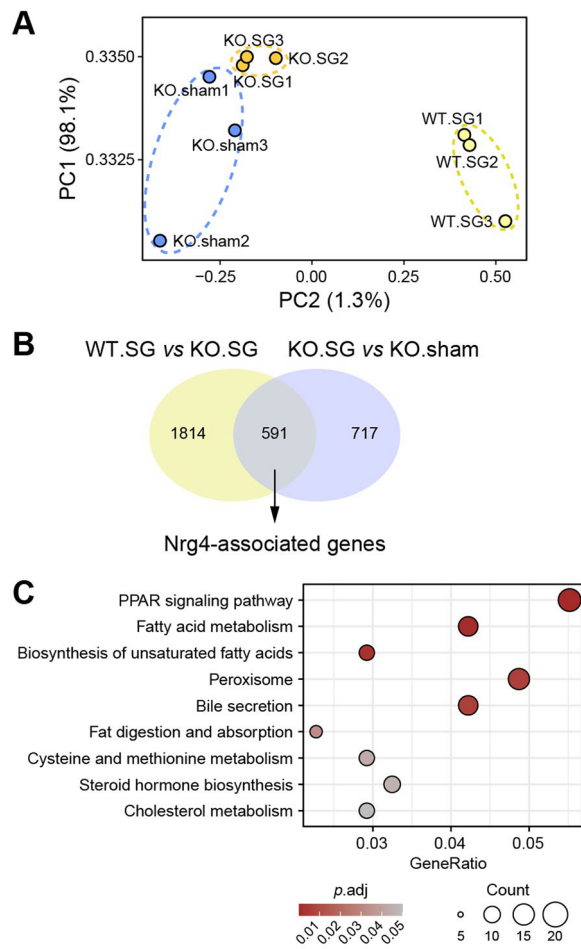 A
0.3350
0.3325
PC1 (98.1%)
KO.SG3
KO.SG2
KO.SG1
KO.sham1
KO.sham3
KO.sham2
WT.SG1
WT.SG2
WT.SG3
−0.25 0.00 0.25 0.50
PC2 (1.3%)
B
WT.SG vs KO.SG KO.SG vs KO.sham
1814 591 717
Nrg4-associated genes
C
PPAR signaling pathway
Fatty acid metabolism
Biosynthesis of unsaturated fatty acids
Peroxisome
Bile secretion
Fat digestion and absorption
Cysteine and methionine metabolism
Steroid hormone biosynthesis
Cholesterol metabolism
0.03 0.04 0.05
GeneRatio
p.adj
0.01 0.02 0.03 0.04 0.05
Count
5 10 15 20